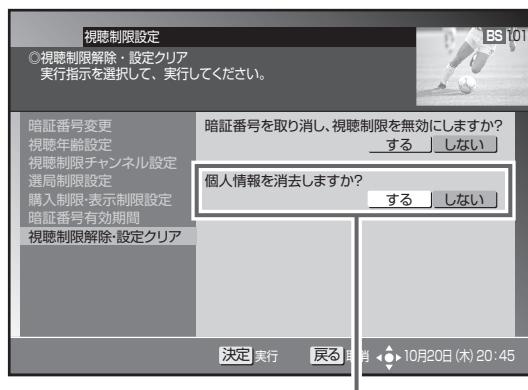 視聴制限設定
BS 101
◎視聴制限解除・設定クリア
実行指示を選択して、実行してください。
暗証番号変更
視聴年齢設定
視聴制限チャンネル設定
選局制限設定
購入制限・表示制限設定
暗証番号有効期間
視聴制限解除・設定クリア
暗証番号を取り消し、視聴制限を無効にしますか?
する しない
個人情報を消去しますか?
する しない
決定 実行 戻る 10月20日(木) 20:45